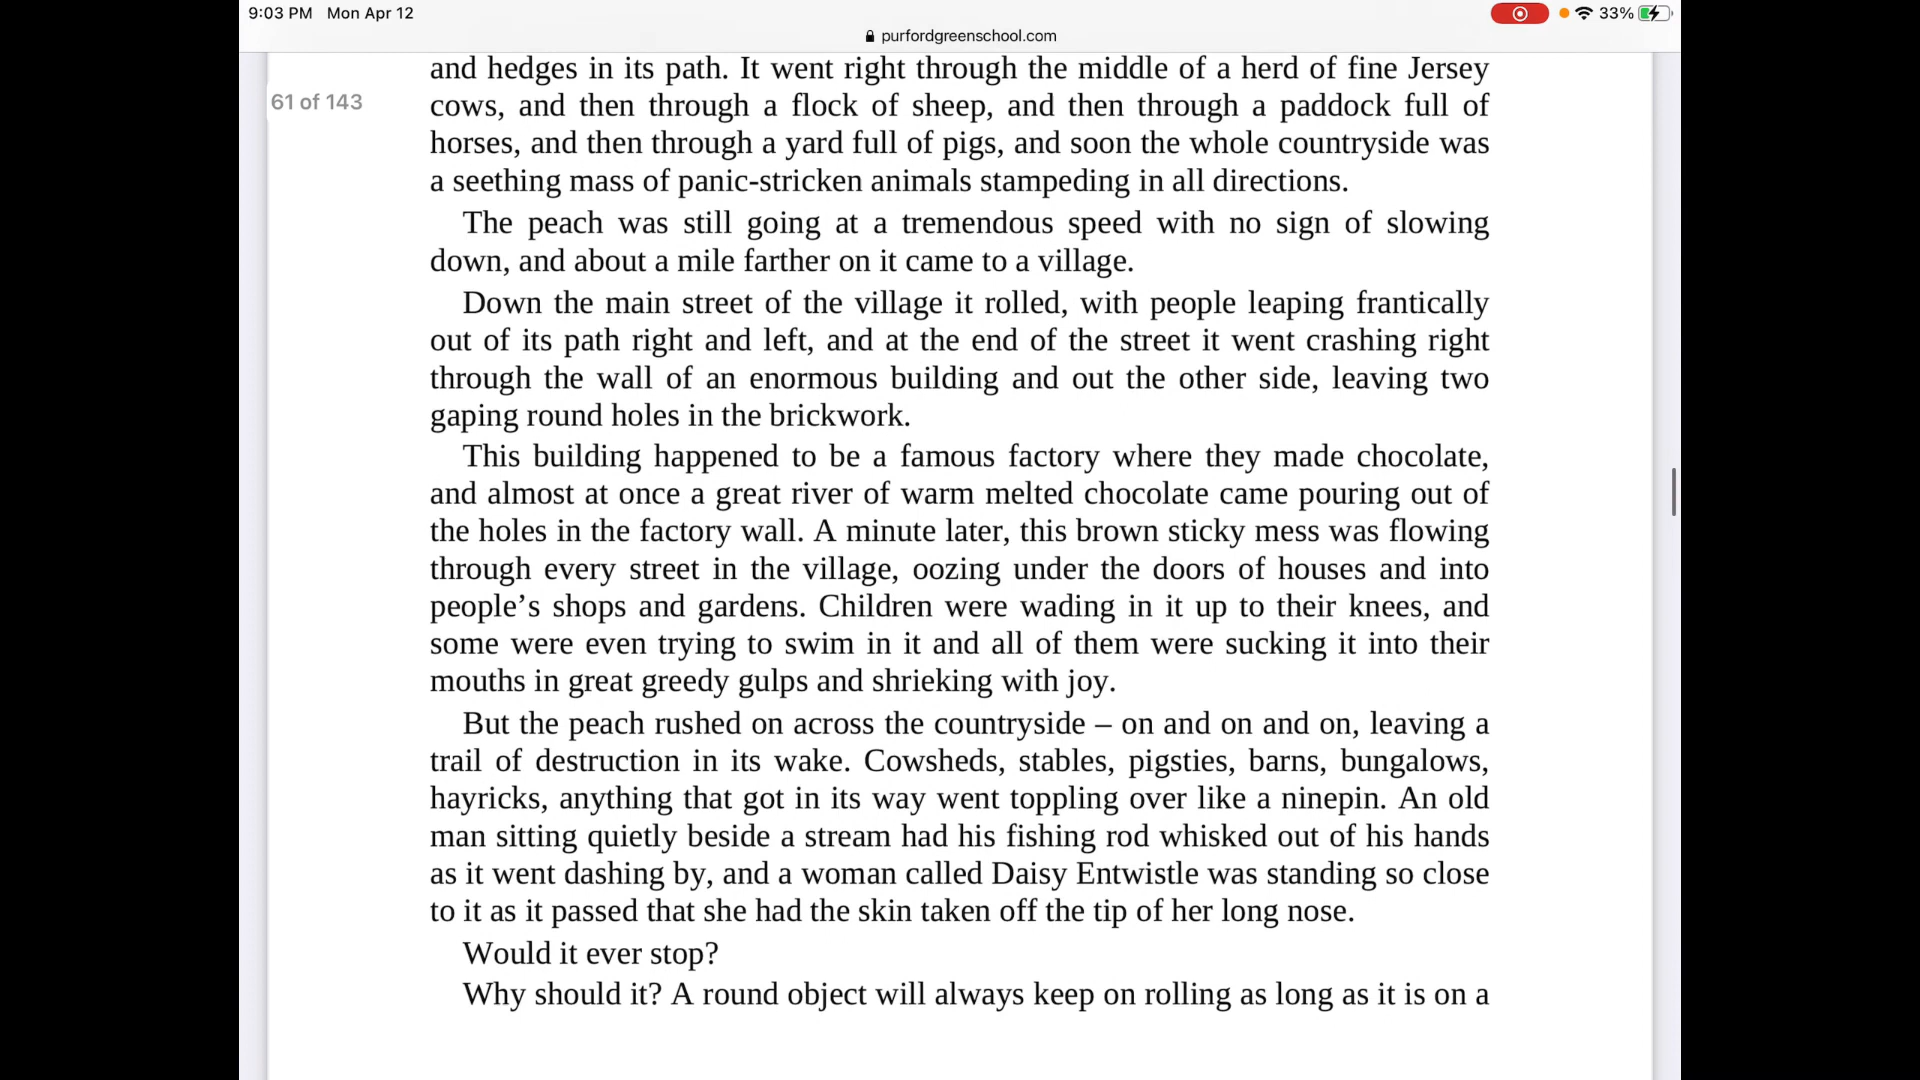 9:03 PM Mon Apr 12
33%
purfordgreenschool.com
61 of 143
and hedges in its path. It went right through the middle of a herd of fine Jersey
cows, and then through a flock of sheep, and then through a paddock full of
horses, and then through a yard full of pigs, and soon the whole countryside was
a seething mass of panic-stricken animals stampeding in all directions.
The peach was still going at a tremendous speed with no sign of slowing
down, and about a mile farther on it came to a village.
Down the main street of the village it rolled, with people leaping frantically
out of its path right and left, and at the end of the street it went crashing right
through the wall of an enormous building and out the other side, leaving two
gaping round holes in the brickwork.
This building happened to be a famous factory where they made chocolate,
and almost at once a great river of warm melted chocolate came pouring out of
the holes in the factory wall. A minute later, this brown sticky mess was flowing
through every street in the village, oozing under the doors of houses and into
people’s shops and gardens. Children were wading in it up to their knees, and
some were even trying to swim in it and all of them were sucking it into their
mouths in great greedy gulps and shrieking with joy.
But the peach rushed on across the countryside – on and on and on, leaving a
trail of destruction in its wake. Cowsheds, stables, pigsties, barns, bungalows,
hayricks, anything that got in its way went toppling over like a ninepin. An old
man sitting quietly beside a stream had his fishing rod whisked out of his hands
as it went dashing by, and a woman called Daisy Entwistle was standing so close
to it as it passed that she had the skin taken off the tip of her long nose.
Would it ever stop?
Why should it? A round object will always keep on rolling as long as it is on a